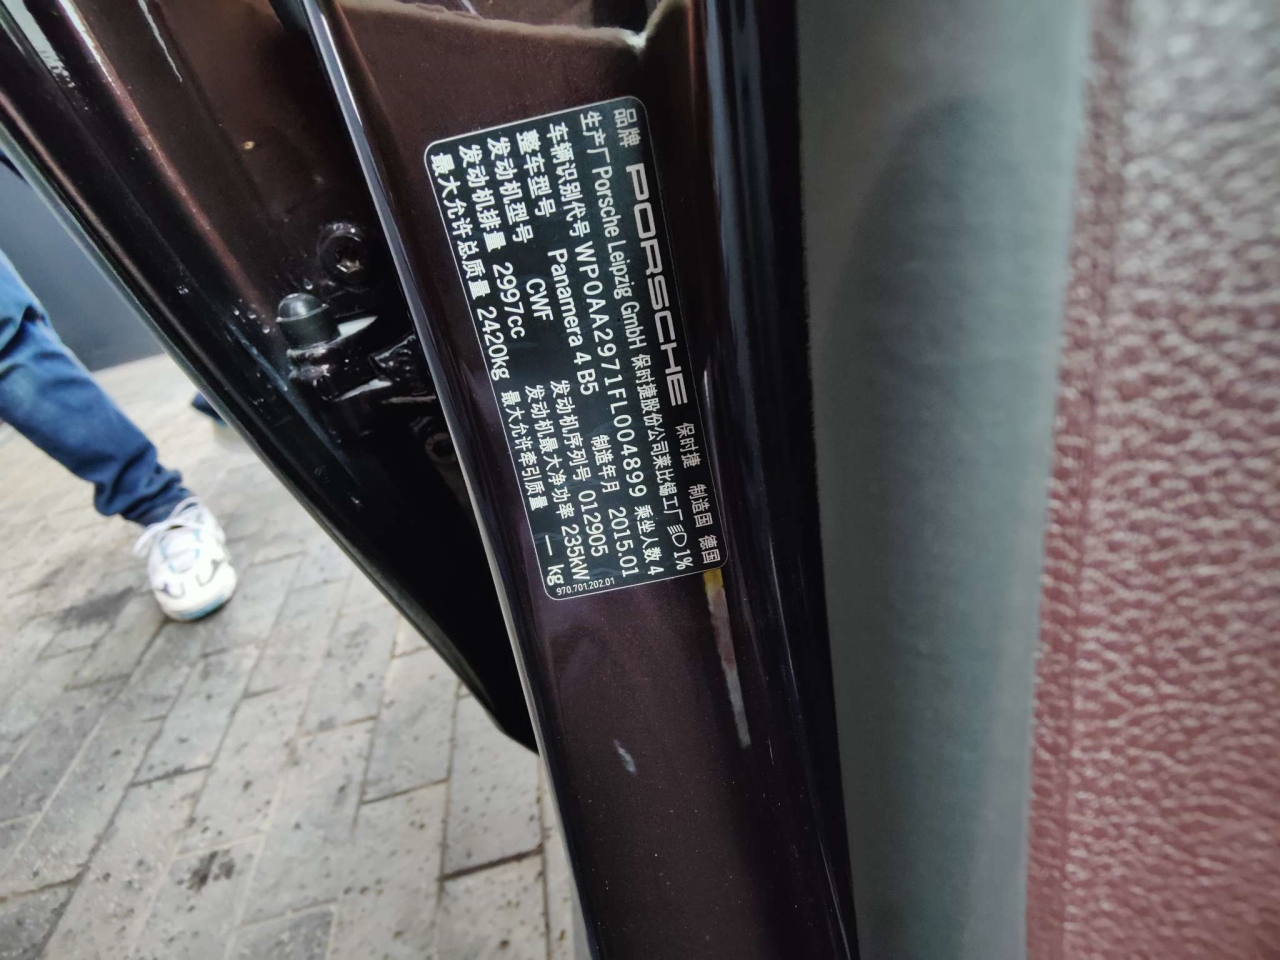 品牌 PORSCHE 保时捷 制造国 德国
生产厂 Porsche Leipzig GmbH 保时捷股份公司莱比锡工厂 1%
车辆识别代号 WP0AA2971FL004899 乘坐人数 4
整车型号 Panamera 4 B5 制造年月 2015.01
发动机型号 CWF 发动机序列号 012905
发动机排量 2997cc 发动机最大净功率 235kW
最大允许总质量 2420kg 最大允许牵引质量 — kg
970.701.202.01